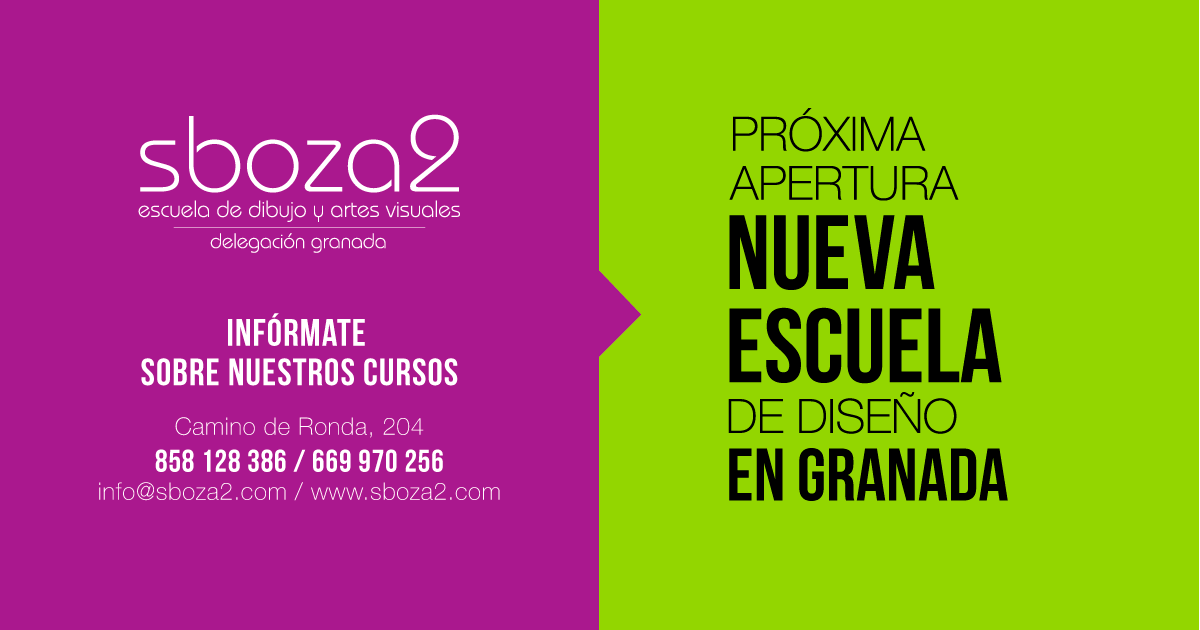 sboza2
escuela de dibujo y artes visuales
delegación granada
INFÓRMATE
SOBRE NUESTROS CURSOS
Camino de Ronda, 204
858 128 386 / 669 970 256
info@sboza2.com / www.sboza2.com
PRÓXIMA
APERTURA
NUEVA
ESCUELA
DE DISEÑO
EN GRANADA